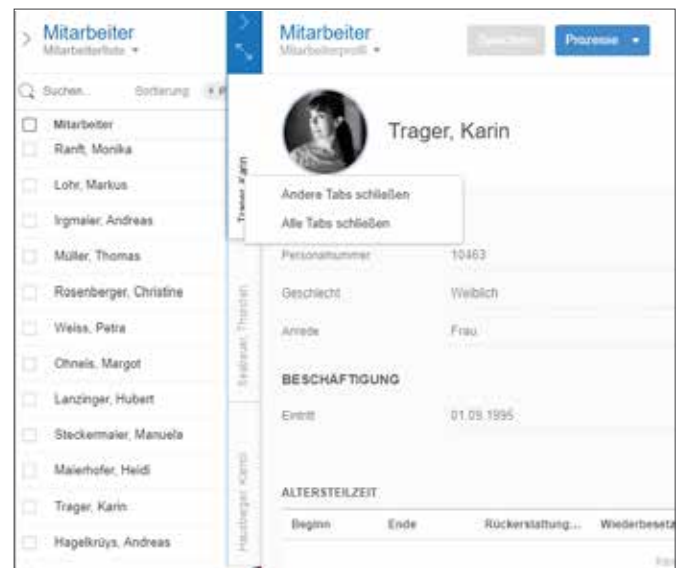 Mitarbeiter
Mitarbeiterliste
Suchen...
Sortierung
Mitarbeiter
Ranft, Monika
Lohr, Markus
Irgmaier, Andreas
Müller, Thomas
Rosenberger, Christine
Weiss, Petra
Ohneis, Margot
Lanzinger, Hubert
Steckermaier, Manuela
Maierhofer, Heidi
Trager, Karin
Hagelkrüys, Andreas
Trager, Karin
Mitarbeiter
Mitarbeiterprofil
Speichern
Prozesse
Trager, Karin
Andere Tabs schließen
Alle Tabs schließen
Personalnummer 10463
Geschlecht Weiblich
Anrede Frau
BESCHÄFTIGUNG
Eintritt 01.09.1995
ALTERSTEILZEIT
Beginn Ende Rückerstattung... Wiederbesetz